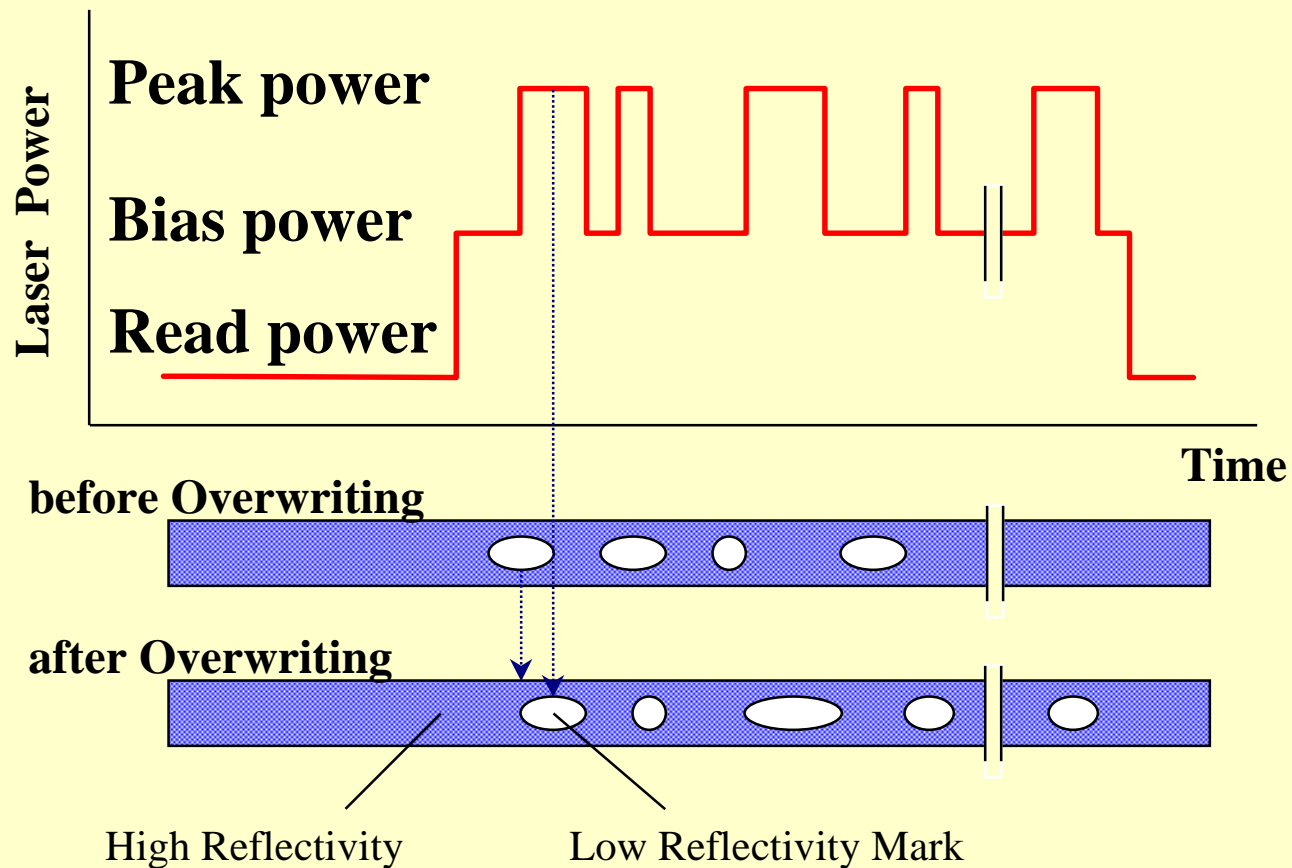 Laser Power
Peak power
Bias power
Read power
Time
before Overwriting
after Overwriting
High Reflectivity
Low Reflectivity Mark